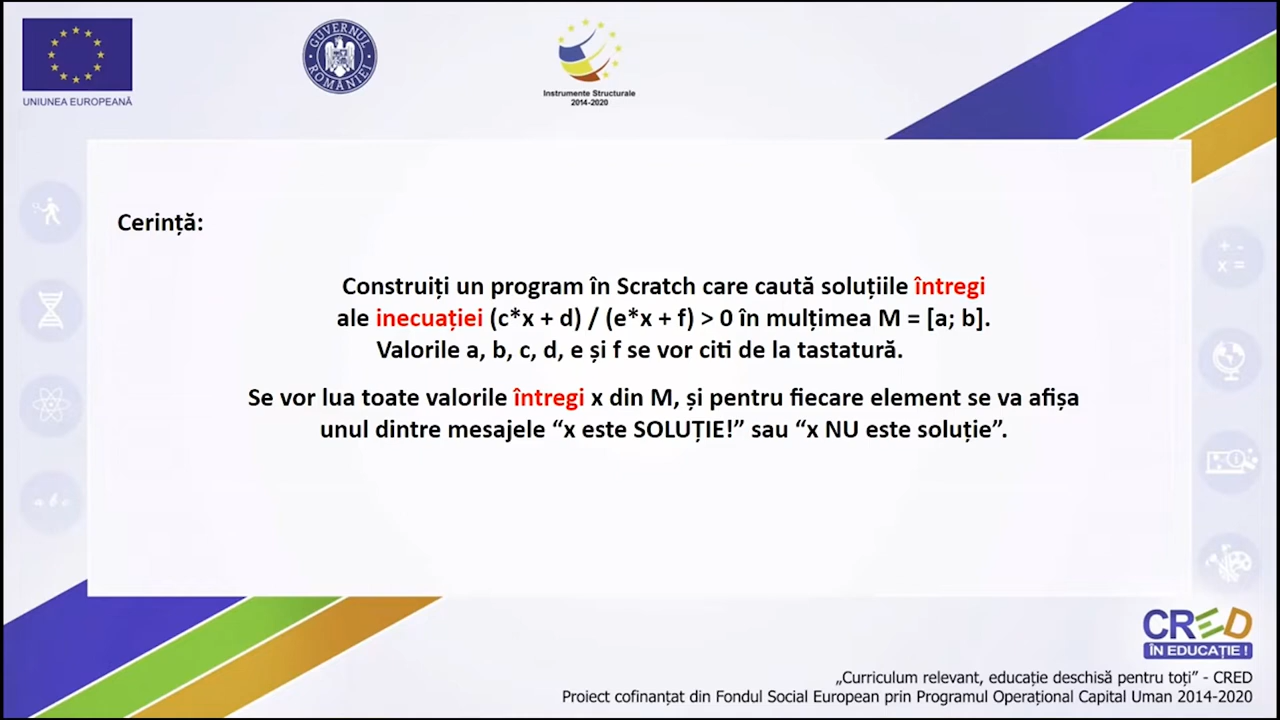 UNIUNEA EUROPEANĂ
GUVERNUL ROMÂNIEI
Instrumente Structurale
2014-2020
Cerință:
Construiți un program în Scratch care caută soluțiile întregi
ale inecuației (c*x + d) / (e*x + f) > 0 în mulțimea M = [a; b].
Valorile a, b, c, d, e și f se vor citi de la tastatură.
Se vor lua toate valorile întregi x din M, și pentru fiecare element se va afișa
unul dintre mesajele “x este SOLUȚIE!” sau “x NU este soluție”.
+ -
x =
a b c
CRED
ÎN EDUCAȚIE !
„Curriculum relevant, educație deschisă pentru toți” - CRED
Proiect cofinanțat din Fondul Social European prin Programul Operațional Capital Uman 2014-2020